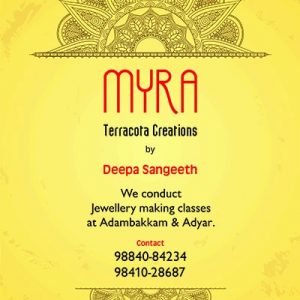 MYRA
Terracota Creations
by
Deepa Sangeeth
We conduct
Jewellery making classes
at Adambakkam & Adyar.
Contact
98840-84234
98410-28687